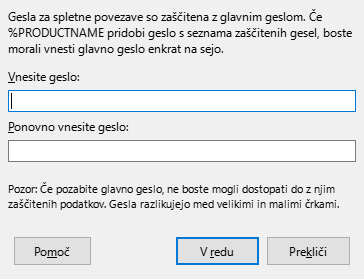 Gesla za spletne povezave so zaščitena z glavnim geslom. Če
%PRODUCTNAME pridobi geslo s seznama zaščitenih gesel, boste
morali vnesti glavno geslo enkrat na sejo.
Vnesite geslo:
Ponovno vnesite geslo:
Pozor: Če pozabite glavno geslo, ne boste mogli dostopati do z njim
zaščitenih podatkov. Gesla razlikujejo med velikimi in malimi črkami.
Pomoč
V redu
Prekliči